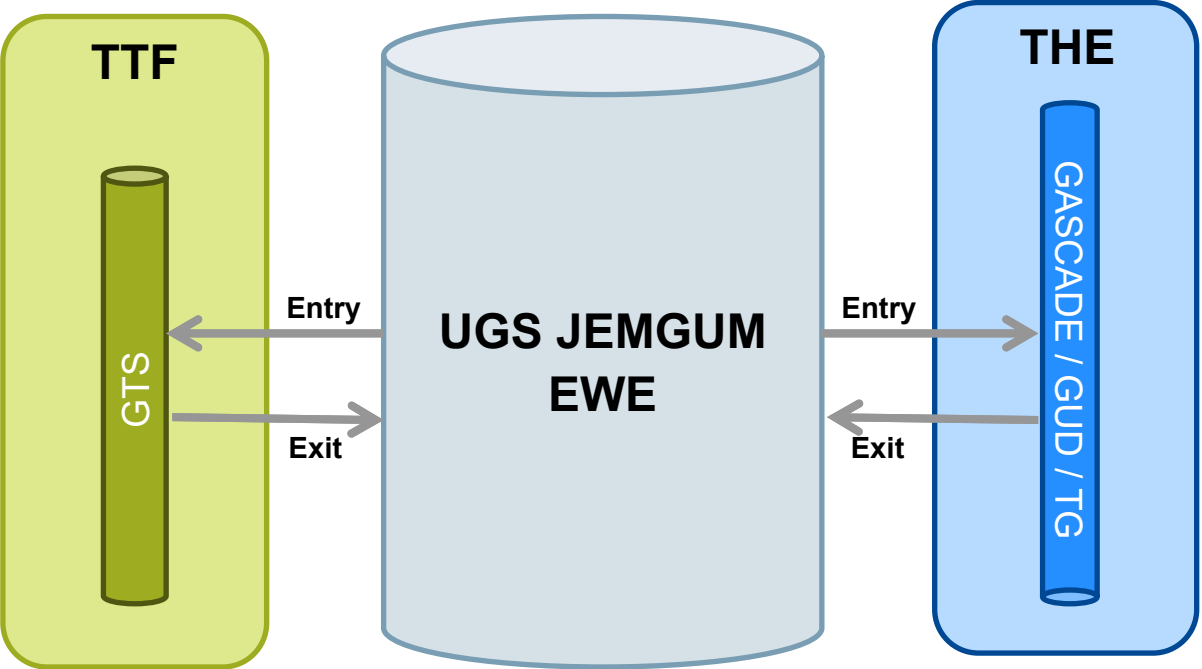 TTF
GTS
Entry
Exit
UGS JEMGUM
EWE
Entry
Exit
THE
GASCADE / GUD / TG